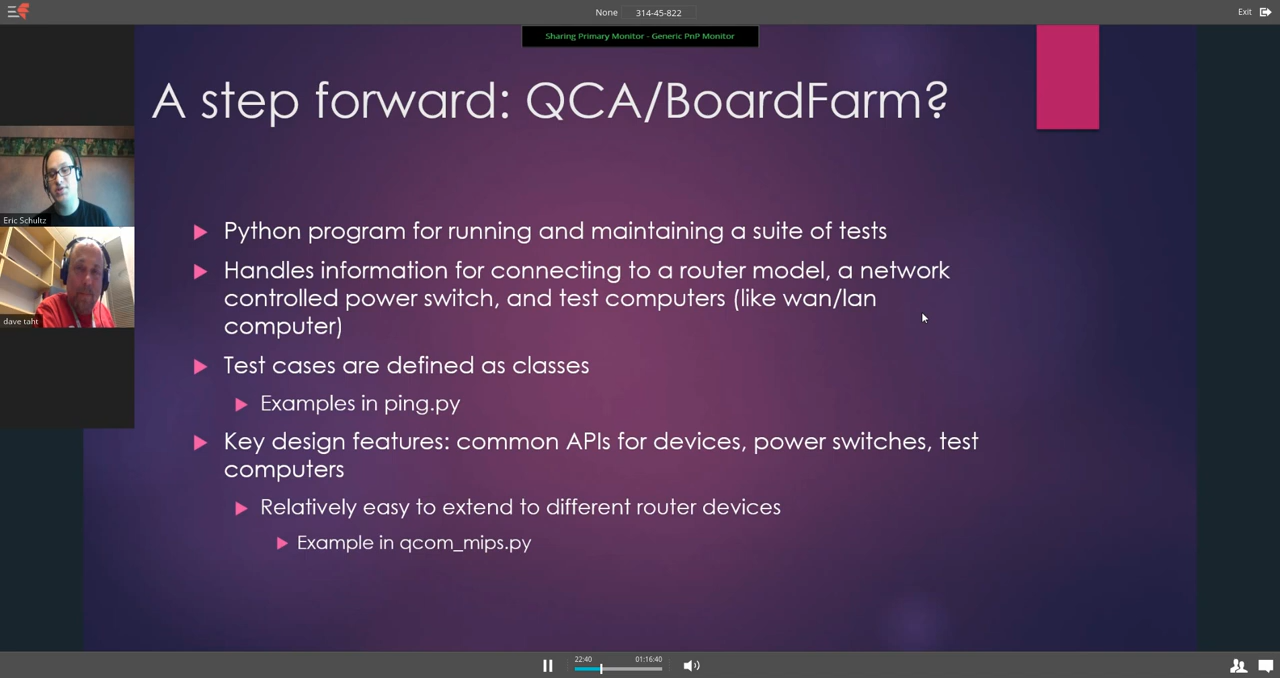 None 314-45-822
Exit
Sharing Primary Monitor - Generic PnP Monitor
A step forward: QCA/BoardFarm?
Eric Schultz
dave taht
Python program for running and maintaining a suite of tests
Handles information for connecting to a router model, a network
controlled power switch, and test computers (like wan/lan
computer)
Test cases are defined as classes
Examples in ping.py
Key design features: common APIs for devices, power switches, test
computers
Relatively easy to extend to different router devices
Example in qcom_mips.py
22:40 01:16:40